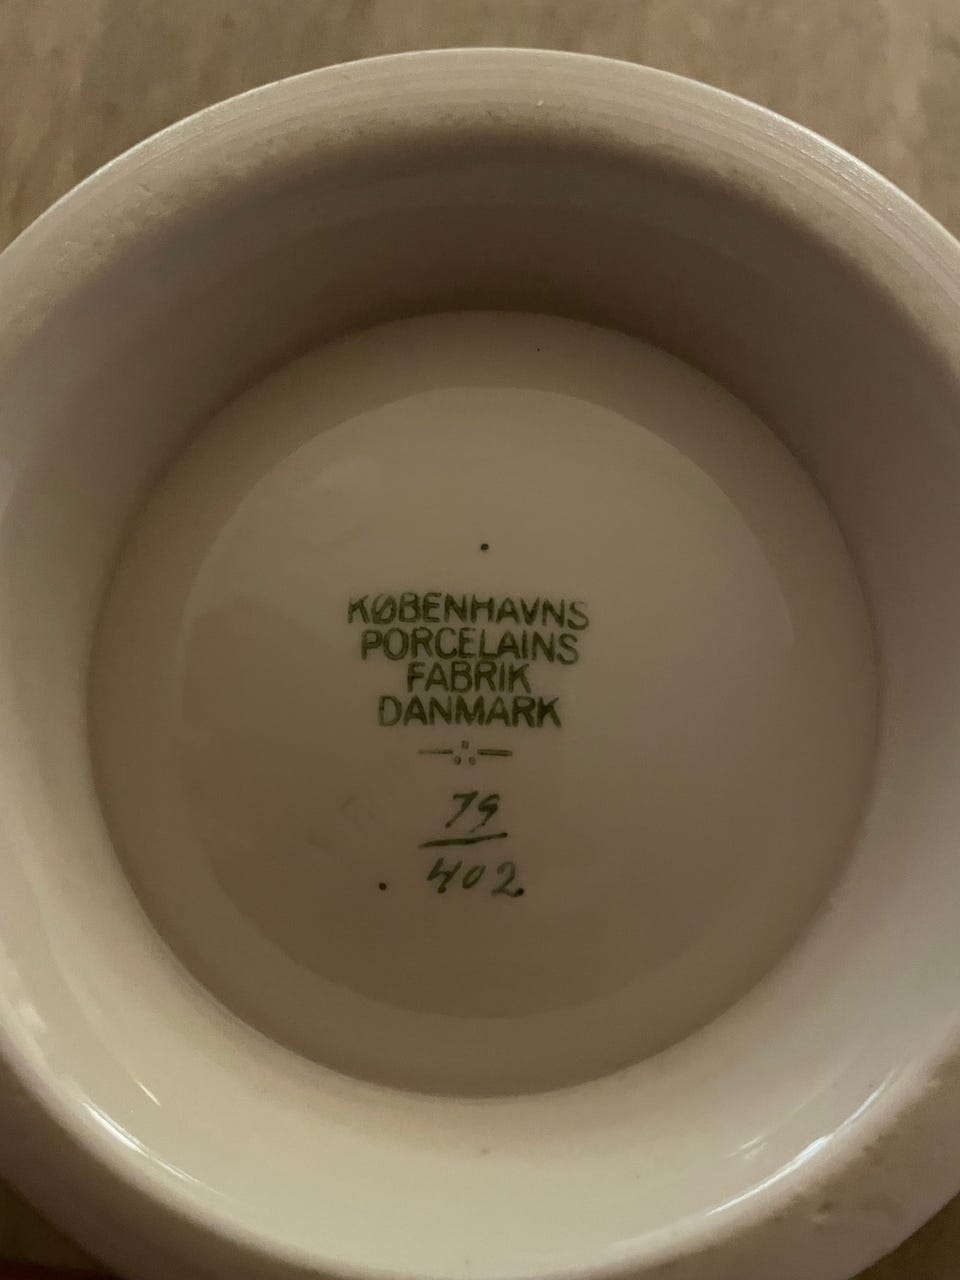 KØBENHAVNS
PORCELAINS
FABRIK
DANMARK
79
402